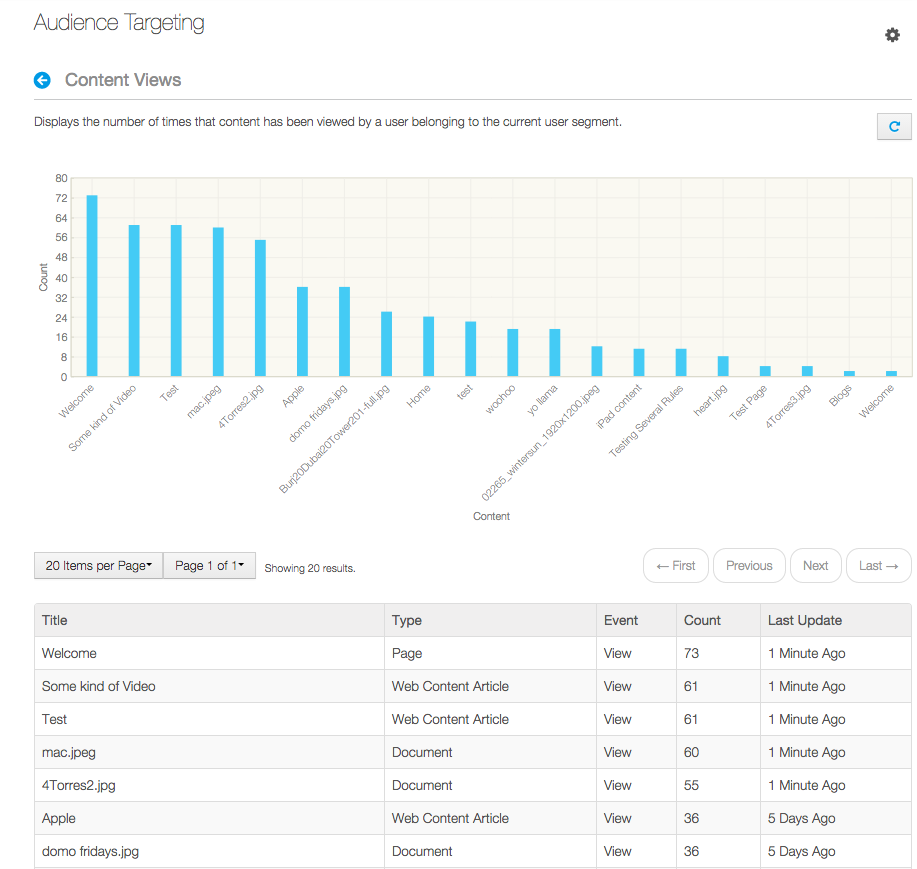 Audience Targeting
Content Views
Displays the number of times that content has been viewed by a user belonging to the current user segment.
80
72
64
56
48
40
32
24
16
8
0
Count
Welcome
Some kind of Video
Test
mac.jpeg
4Torres2.jpg
Apple
domo fridays.jpg
Burj20Dubai20Tower201-full.jpg
Home
test
woohoo
yo llama
02265_wintersun_1920x1200.jpeg
iPad content
Testing Several Rules
heart.jpg
Test Page
4Torres3.jpg
Blogs
Welcome
Content
20 Items per Page Page 1 of 1 Showing 20 results. ← First Previous Next Last →
Title Type Event Count Last Update
Welcome Page View 73 1 Minute Ago
Some kind of Video Web Content Article View 61 1 Minute Ago
Test Web Content Article View 61 1 Minute Ago
mac.jpeg Document View 60 1 Minute Ago
4Torres2.jpg Document View 55 1 Minute Ago
Apple Web Content Article View 36 5 Days Ago
domo fridays.jpg Document View 36 5 Days Ago